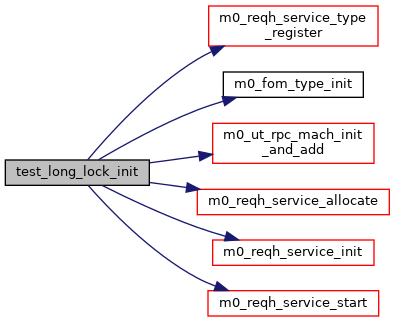 m0_reqh_service_type
_register
m0_fom_type_init
m0_ut_rpc_mach_init
_and_add
test_long_lock_init
m0_reqh_service_allocate
m0_reqh_service_init
m0_reqh_service_start